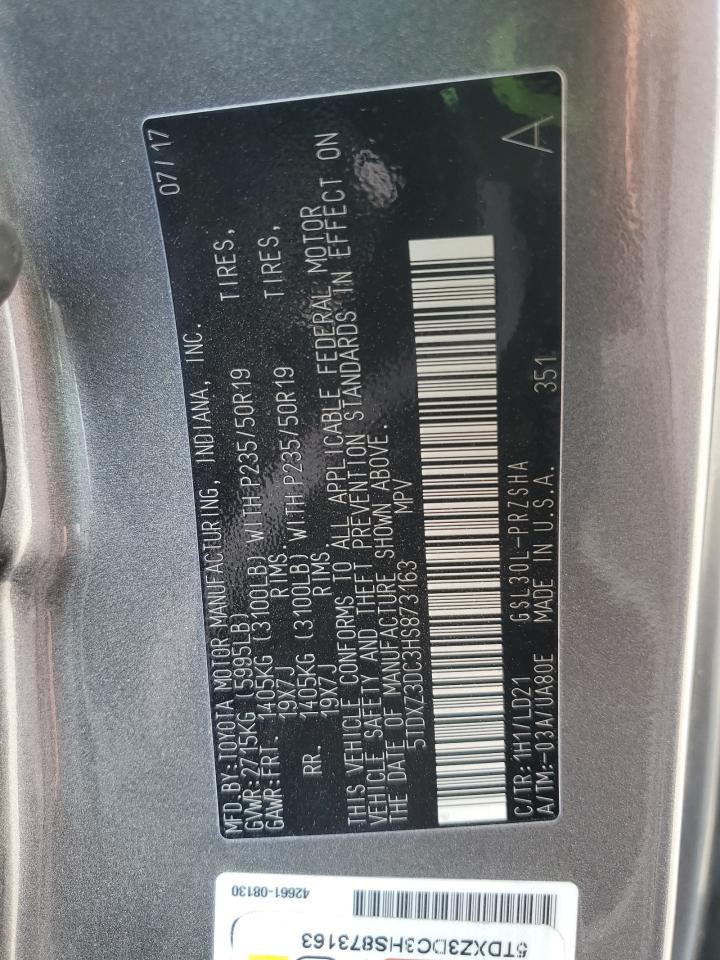 MFD.BY:TOYOTA MOTOR MANUFACTURING, INDIANA, INC. 07/17
GVWR:2715KG (5995LB)
GAWR:FRT. 1405KG (3100LB) WITH P235/50R19 TIRES,
19X7J RIMS.
RR. 1405KG (3100LB) WITH P235/50R19 TIRES,
19X7J RIMS.
THIS VEHICLE CONFORMS TO ALL APPLICABLE FEDERAL MOTOR
VEHICLE SAFETY AND THEFT PREVENTION STANDARDS IN EFFECT ON
THE DATE OF MANUFACTURE SHOWN ABOVE.
5TDXZ3DC3HS873163 MPV
C/TR:1H1/LD21 GSL30L-PRZSHA
A/TM:-03A/UA80E MADE IN U.S.A. 351 A
42661-08130
5TDXZ3DC3HS873163